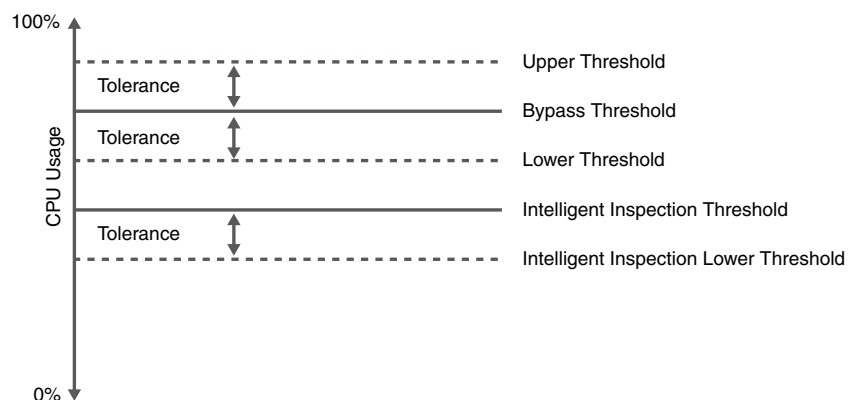 100%
Upper Threshold
Tolerance
Bypass Threshold
Tolerance
Lower Threshold
CPU Usage
Intelligent Inspection Threshold
Tolerance
Intelligent Inspection Lower Threshold
0%